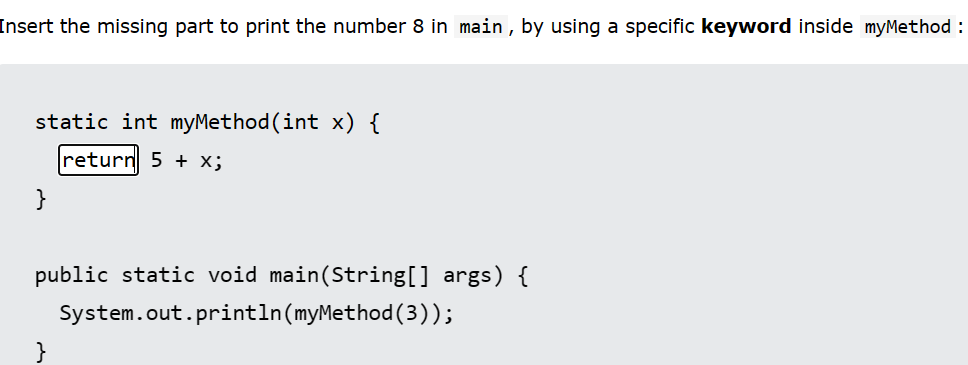 Insert the missing part to print the number 8 in main, by using a specific keyword inside myMethod:
static int myMethod(int x) {
  return 5 + x;
}
public static void main(String[] args) {
  System.out.println(myMethod(3));
}